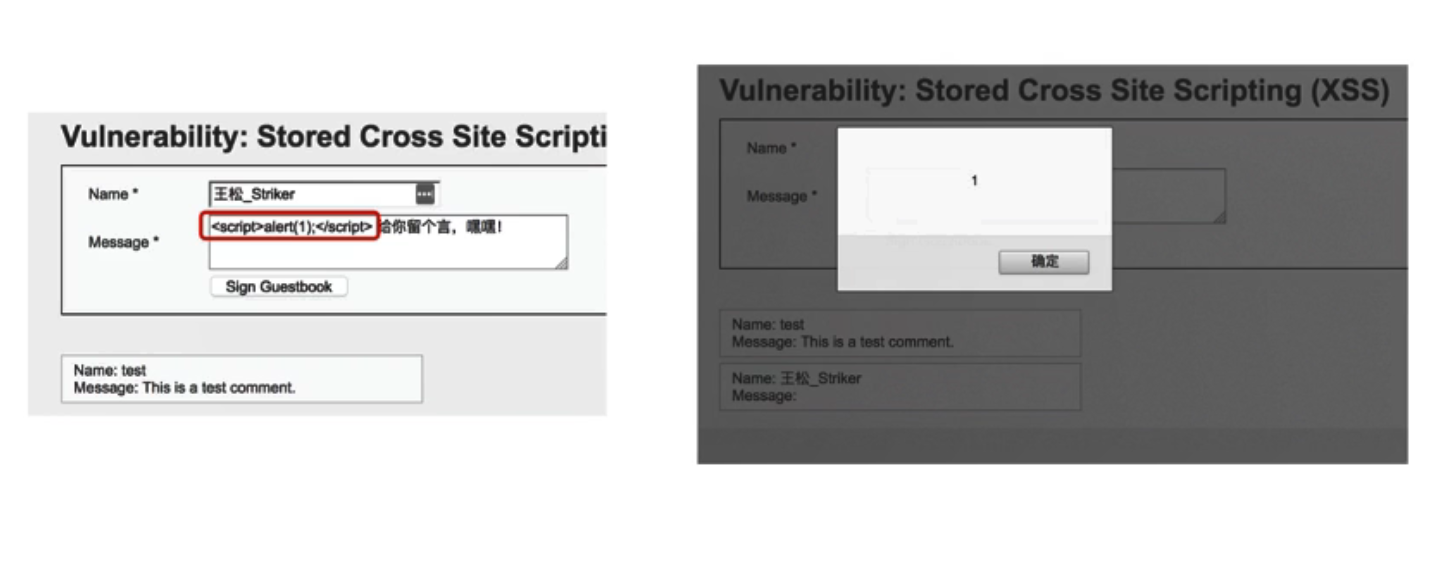 Vulnerability: Stored Cross Site Scripti
Name *
王松_Striker
Message *
<script>alert(1);</script> 给你留个言，嘿嘿！
Sign Guestbook
Name: test
Message: This is a test comment.
Vulnerability: Stored Cross Site Scripting (XSS)
Name *
Message *
1
确定
Name: test
Message: This is a test comment.
Name: 王松_Striker
Message: